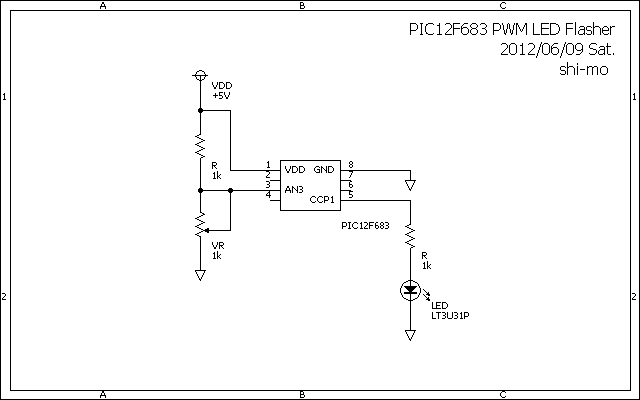 A B C
PIC12F683 PWM LED Flasher
2012/06/09 Sat.
shi-mo
1 1
VDD
+5V
R
1k
1 VDD GND 8
2 7
3 AN3 6
4 CCP1 5
PIC12F683
VR
1k
R
1k
2 2
LED
LT3U31P
A B C